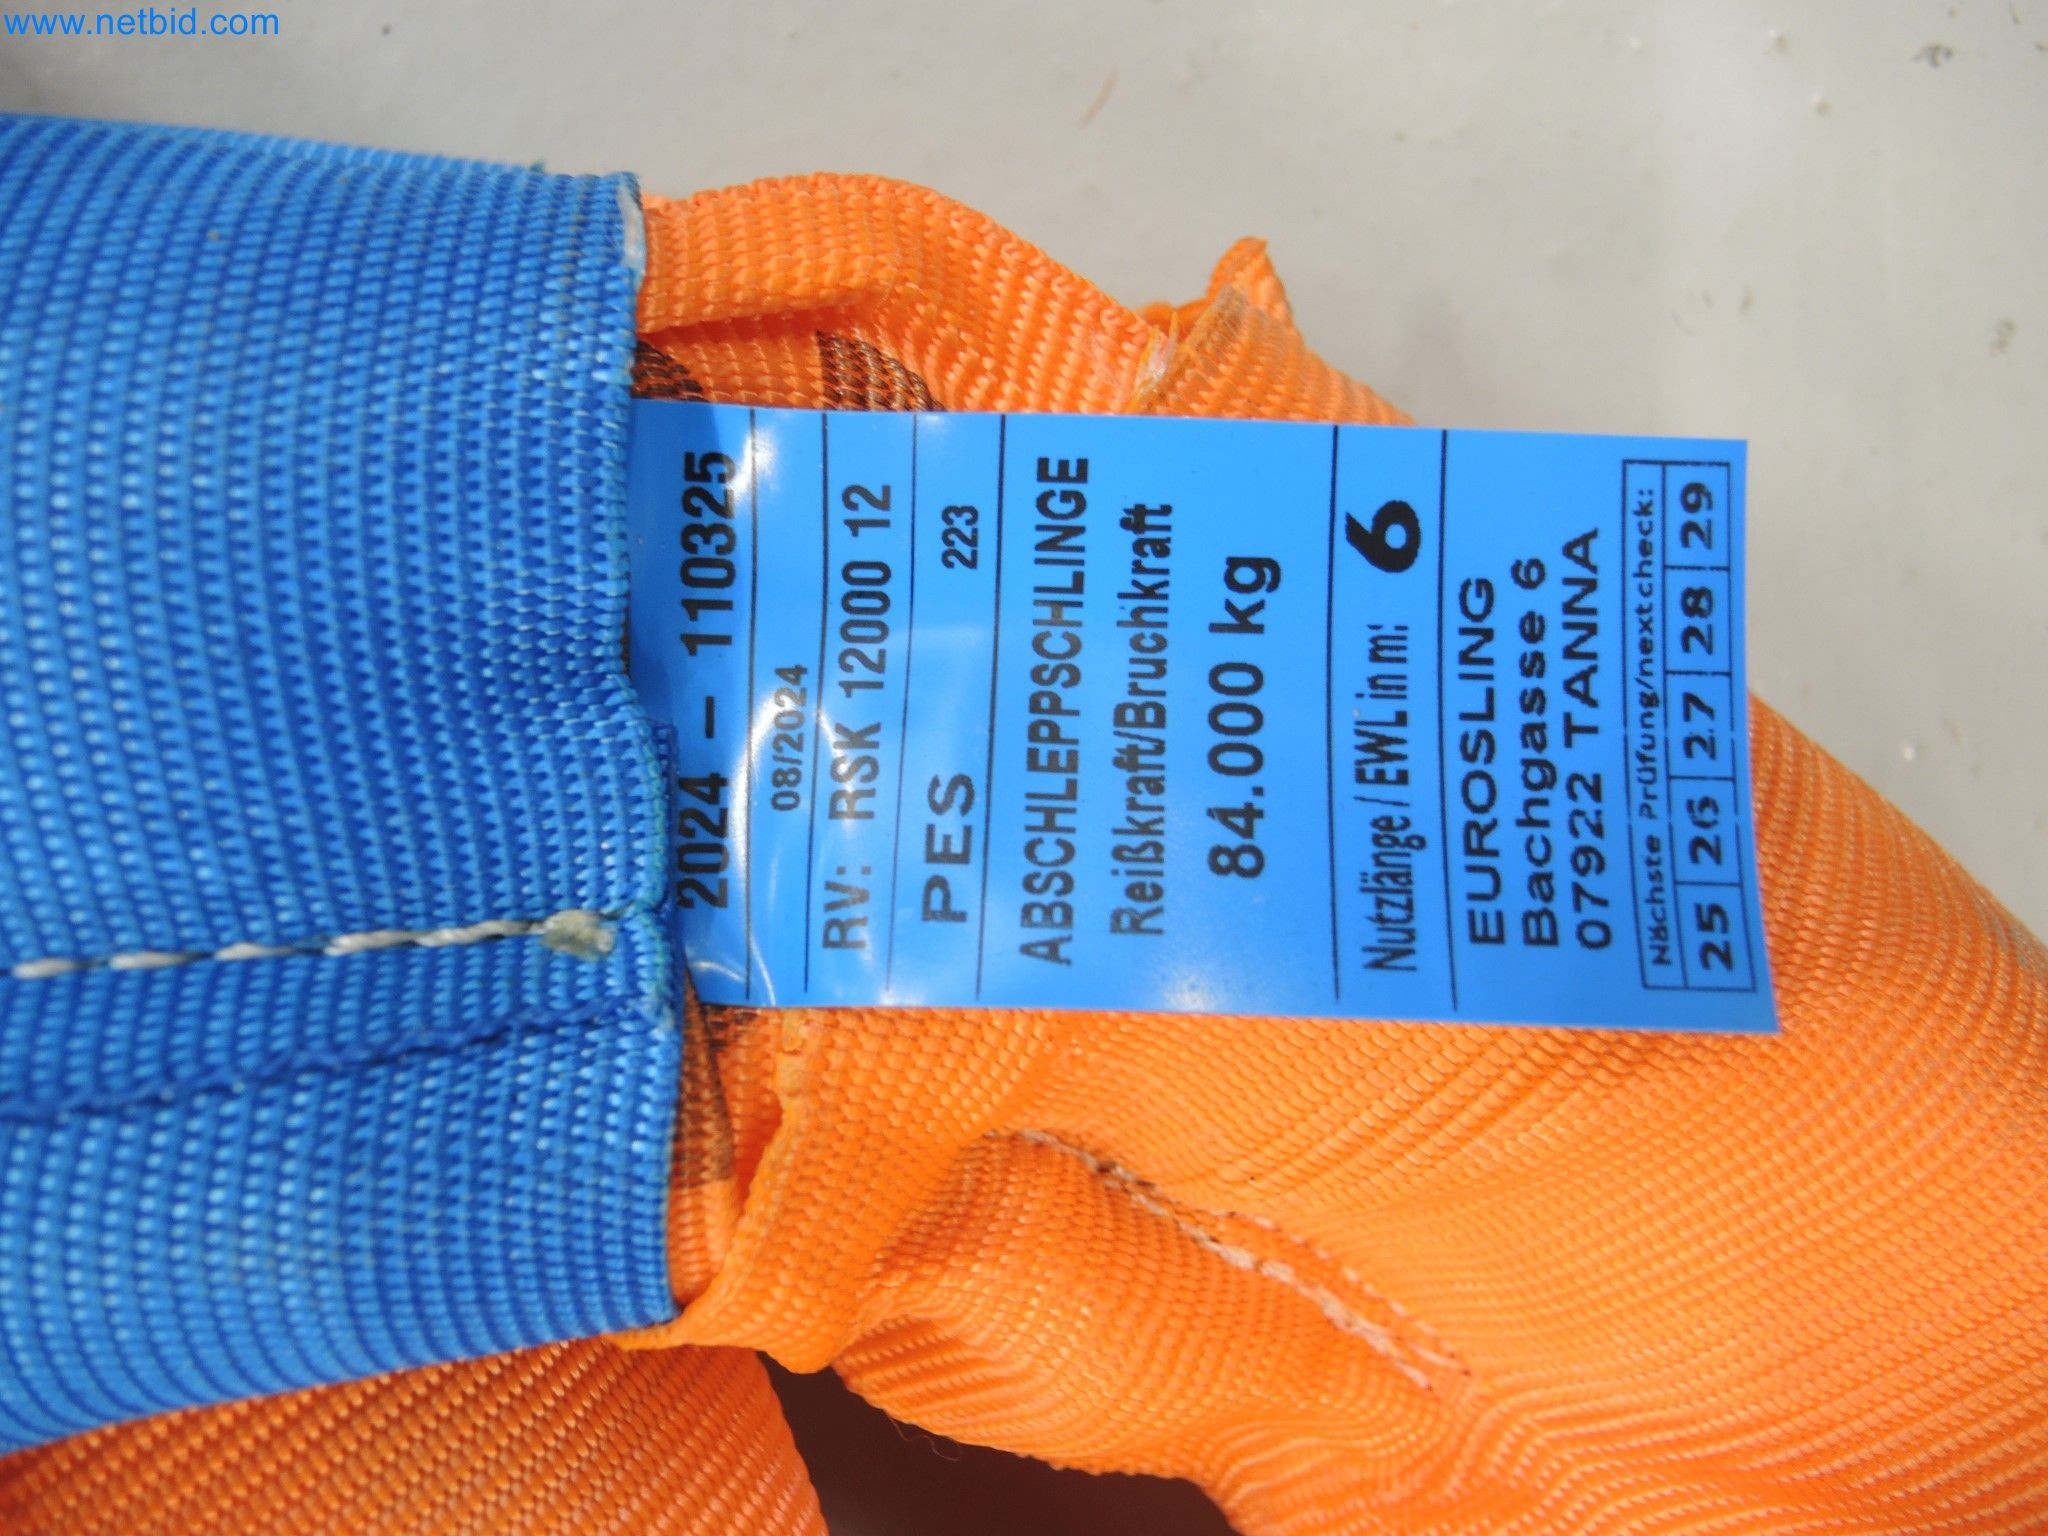 www.netbid.com
2024 - 110325
08/2024
RV: RSK 12000 12
PES 223
ABSCHLEPPSCHLINGE
Reißkraft/Bruchkraft
84.000 kg
Nutzlänge / EWL in m: 6
EUROSLING
Bachgasse 6
07922 TANNA
Nächste Prüfung/next check:
25 26 27 28 29